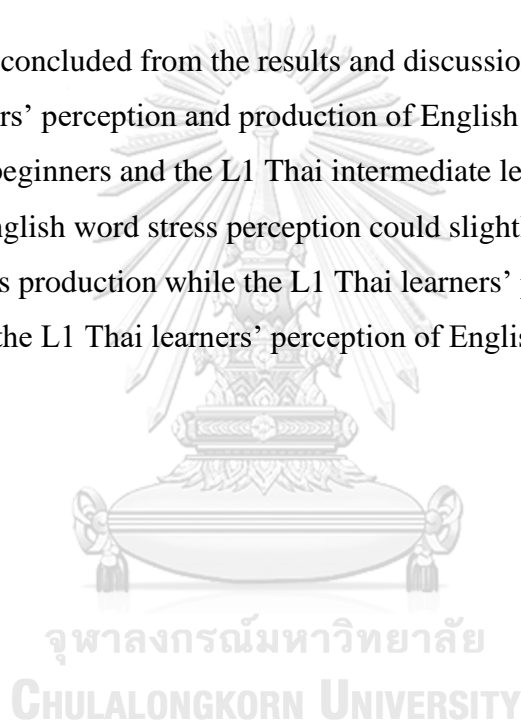 concluded from the results and discussio
rs’ perception and production of English
beginners and the L1 Thai intermediate le
nglish word stress perception could slightl
s production while the L1 Thai learners’ p
the L1 Thai learners’ perception of Englis
จุฬาลงกรณ์มหาวิทยาลัย
CHULALONGKORN UNIVERSITY